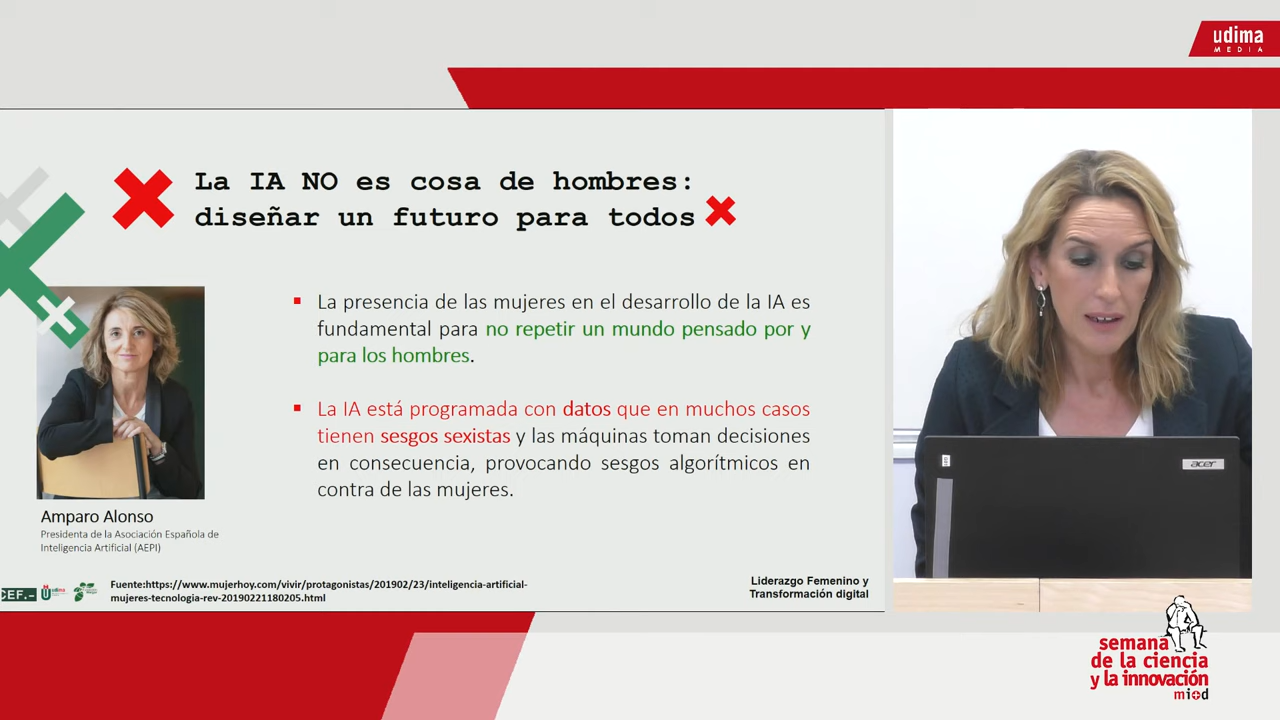 udima
MEDIA
La IA NO es cosa de hombres:
diseñar un futuro para todos
La presencia de las mujeres en el desarrollo de la IA es
fundamental para no repetir un mundo pensado por y
para los hombres.
La IA está programada con datos que en muchos casos
tienen sesgos sexistas y las máquinas toman decisiones
en consecuencia, provocando sesgos algorítmicos en
contra de las mujeres.
Amparo Alonso
Presidenta de la Asociación Española de
Inteligencia Artificial (AEPI)
CEF.-
udima
Fuente:https://www.mujerhoy.com/vivir/protagonistas/201902/23/inteligencia-artificial-
mujeres-tecnologia-rev-20190221180205.html
Liderazgo Femenino y
Transformación digital
acer
semana
de la ciencia
y la innovación
mi+d